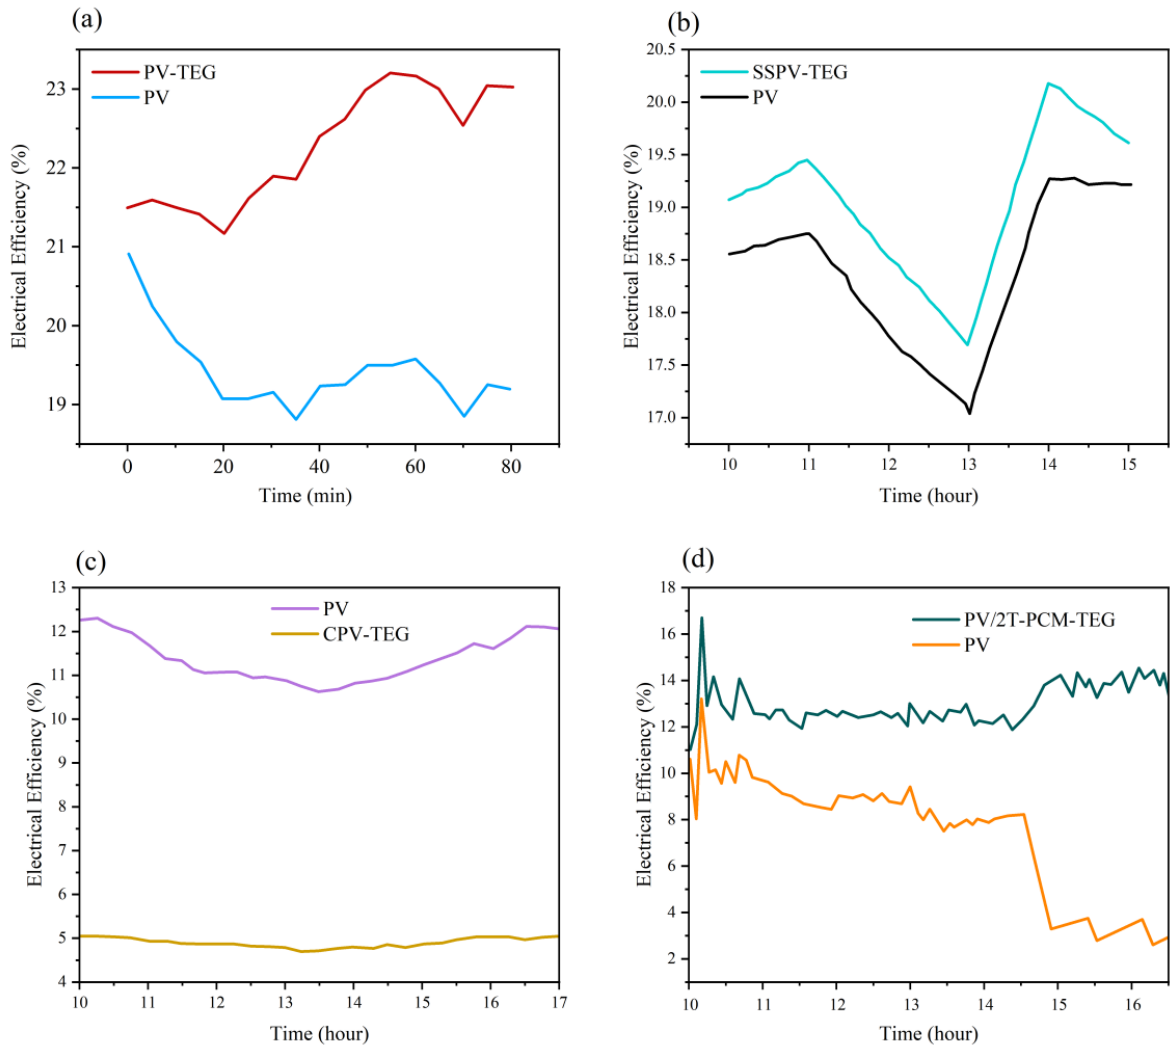 (a)
PV-TEG
PV
23
22
21
20
19
0 20 40 60 80
Electrical Efficiency (%)
Time (min)
(b)
SSPV-TEG
PV
20.5
20.0
19.5
19.0
18.5
18.0
17.5
17.0
10 11 12 13 14 15
Electrical Efficiency (%)
Time (hour)
(c)
PV
CPV-TEG
13
12
11
10
9
8
7
6
5
4
10 11 12 13 14 15 16 17
Electrical Efficiency (%)
Time (hour)
(d)
PV/2T-PCM-TEG
PV
18
16
14
12
10
8
6
4
2
10 11 12 13 14 15 16
Electrical Efficiency (%)
Time (hour)